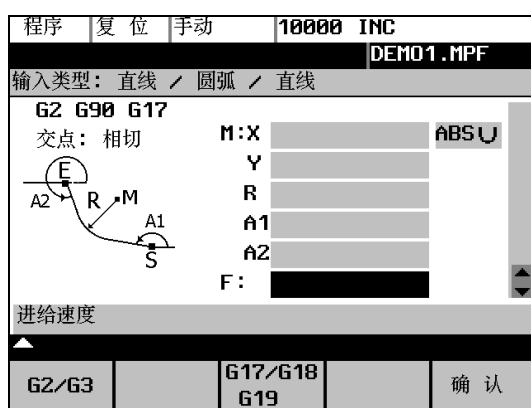 程序 复 位 手动 10000 INC
DEMO1.MPF
输入类型: 直线 / 圆弧 / 直线
G2 G90 G17
交点: 相切
M:X ABS
Y
R
A1
A2
F:
E
A2 R M
A1
S
进给速度
G2/G3 G17/G18 G19 确 认